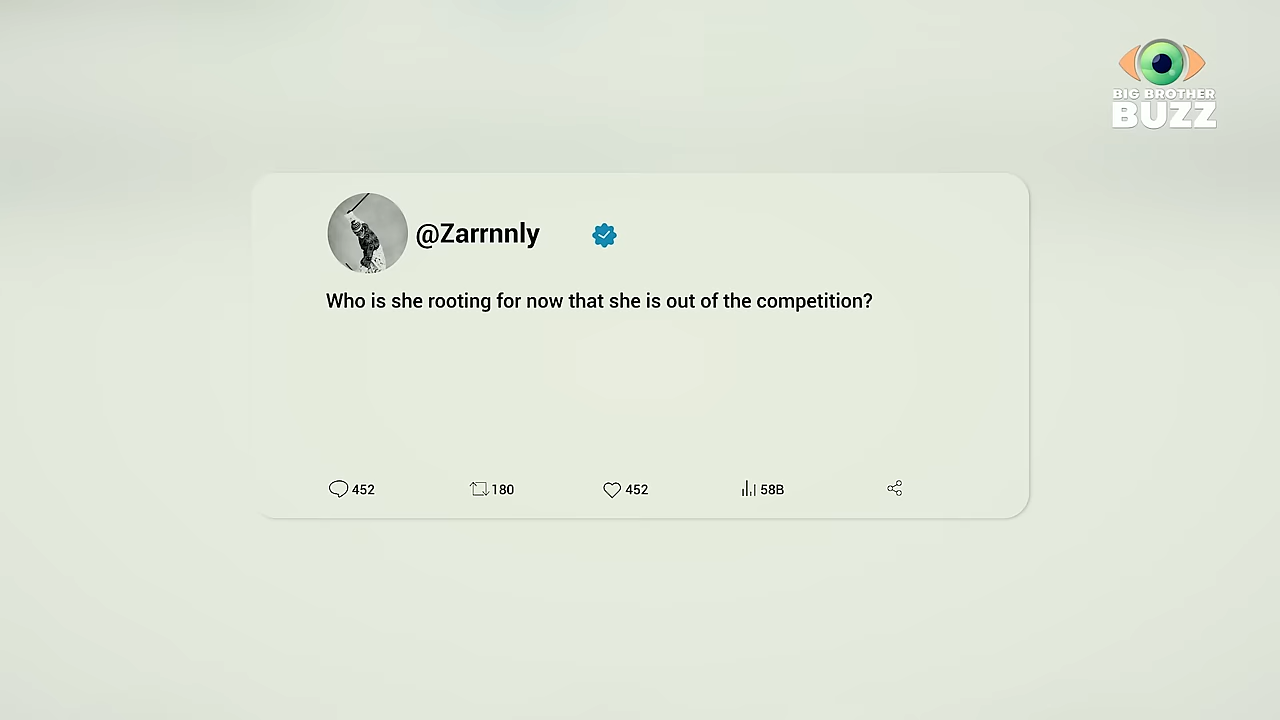 BIG BROTHER
BUZZ
@Zarrnnly
Who is she rooting for now that she is out of the competition?
452
180
452
58B